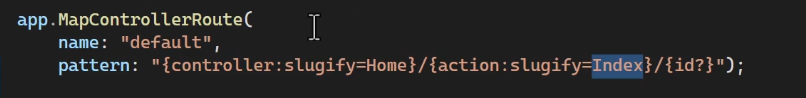 app.MapControllerRoute(
    name: "default",
    pattern: "{controller:slugify=Home}/{action:slugify=Index}/{id?}");